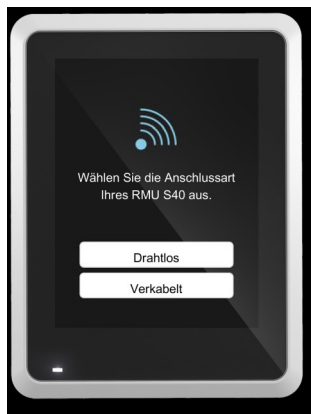 Wählen Sie die Anschlussart
Ihres RMU S40 aus.
Drahtlos
Verkabelt